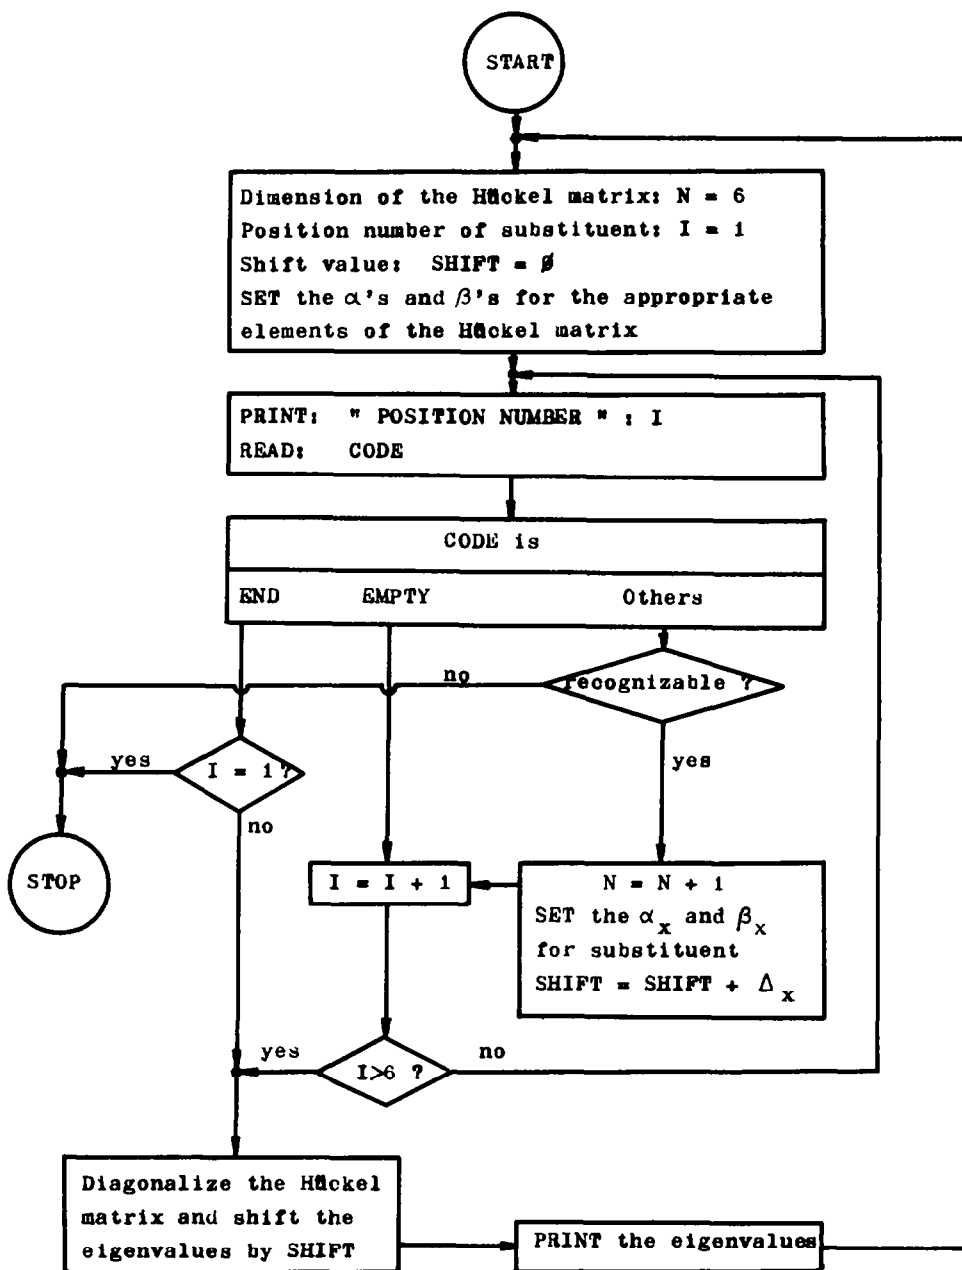 START
Dimension of the Hückel matrix: N = 6
Position number of substituent: I = 1
Shift value: SHIFT = Ø
SET the α's and β's for the appropriate
elements of the Hückel matrix
PRINT: " POSITION NUMBER " : I
READ: CODE
CODE is
END EMPTY Others
no
recognizable ?
yes
I = 1?
yes
no
STOP
I = I + 1
N = N + 1
SET the αx and βx
for substituent
SHIFT = SHIFT + Δx
yes
no
I>6 ?
Diagonalize the Hückel
matrix and shift the
eigenvalues by SHIFT
PRINT the eigenvalues